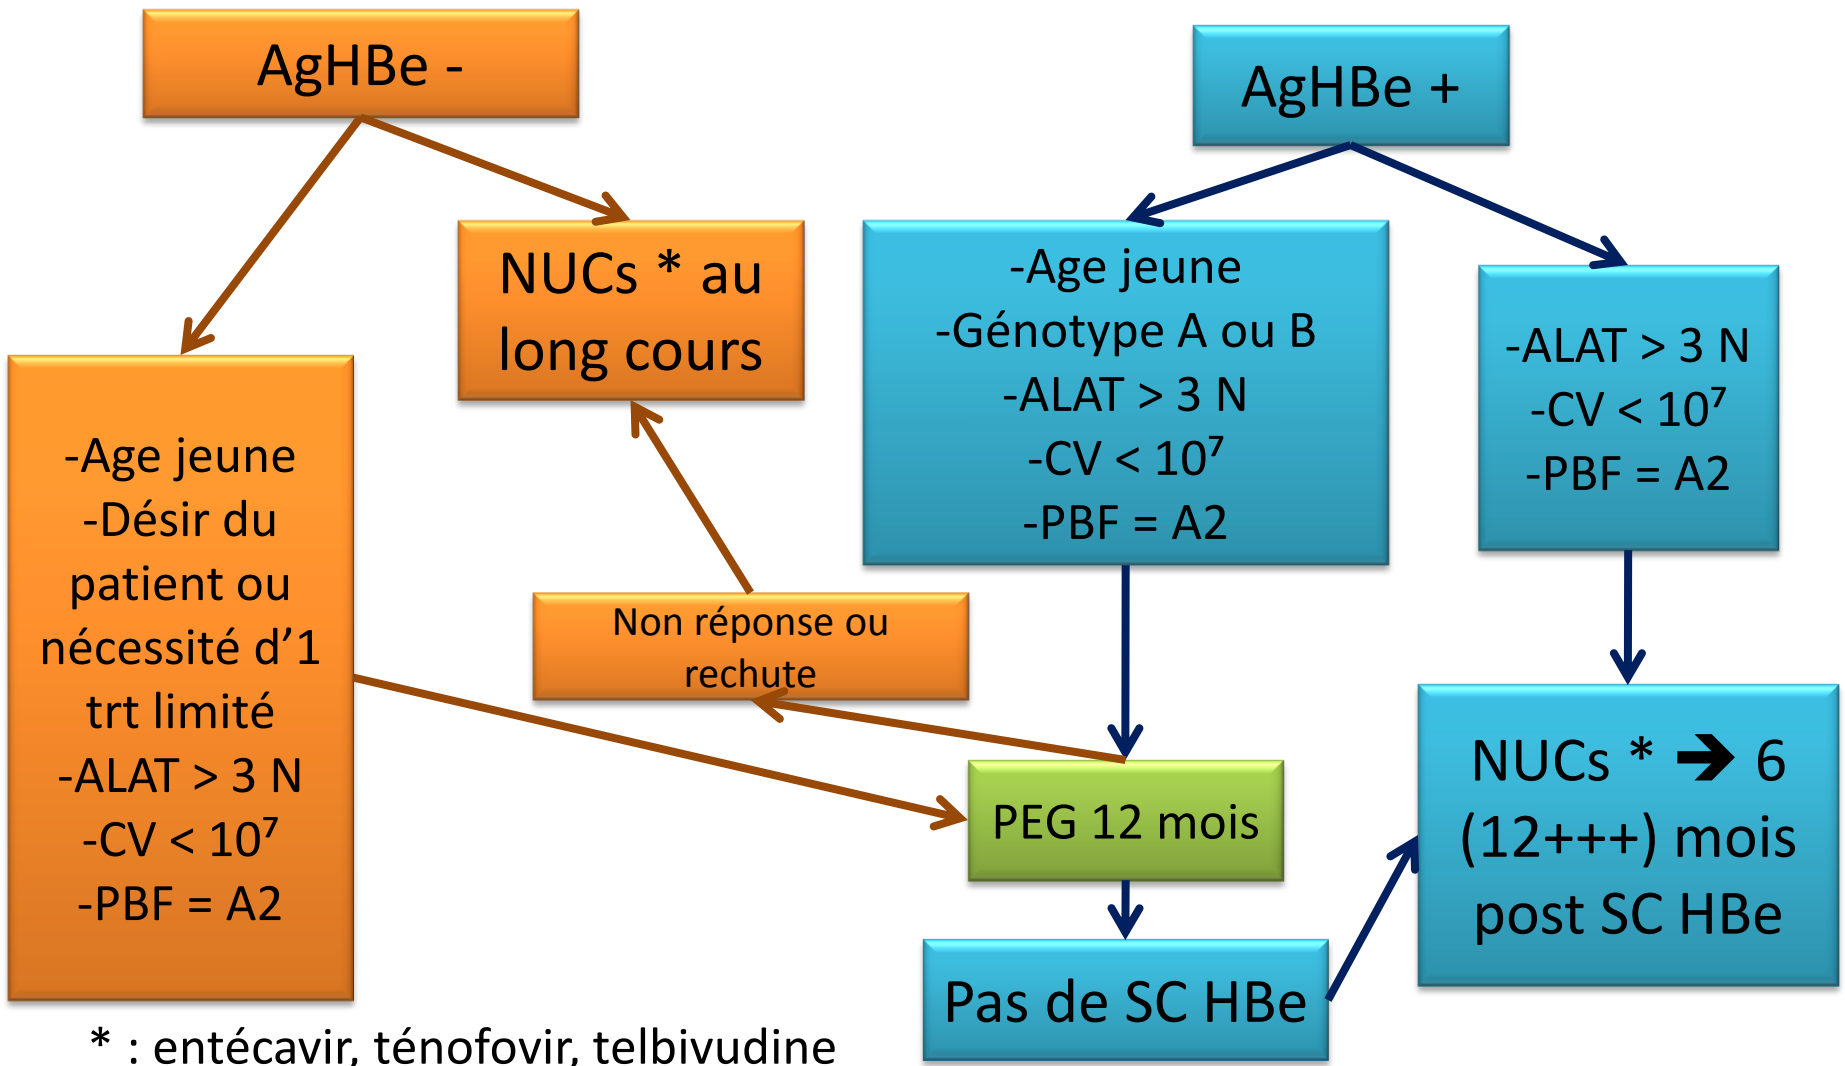 AgHBe -
AgHBe +
NUCs * au
long cours
-Age jeune
-Génotype A ou B
-ALAT > 3 N
-CV < 10⁷
-PBF = A2
-ALAT > 3 N
-CV < 10⁷
-PBF = A2
-Age jeune
-Désir du
patient ou
nécessité d’1
trt limité
-ALAT > 3 N
-CV < 10⁷
-PBF = A2
Non réponse ou
rechute
PEG 12 mois
NUCs * ➔ 6
(12+++) mois
post SC HBe
Pas de SC HBe
* : entécavir, ténofovir, telbivudine